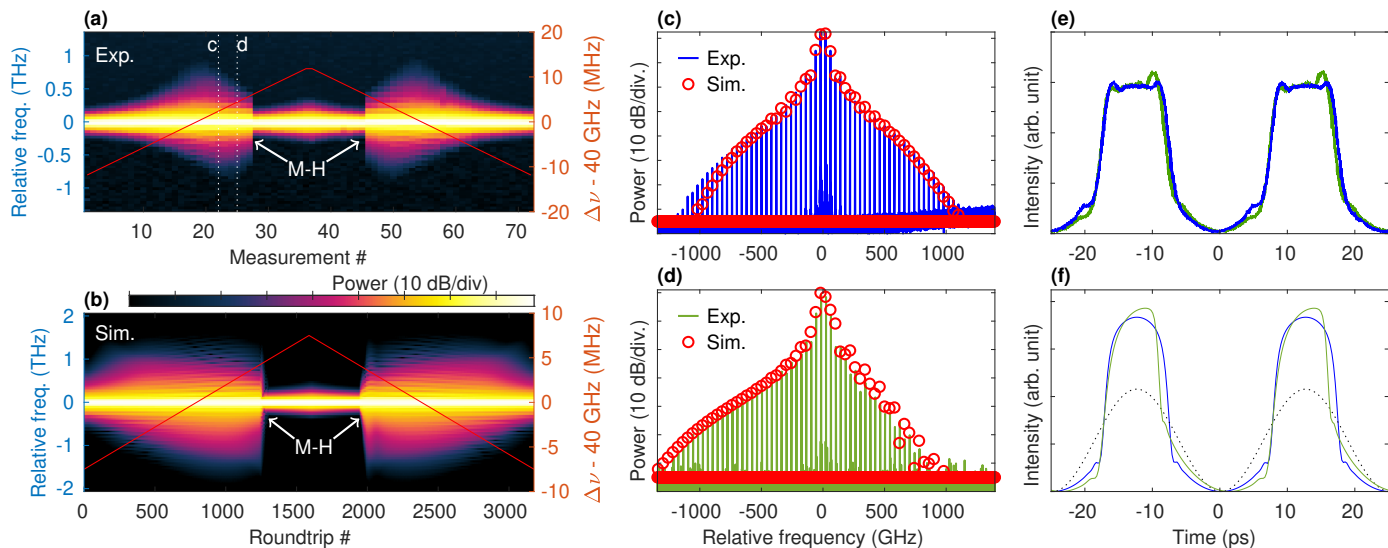 (a)
Exp.
c
d
M-H
Relative freq. (THz)
1
0.5
0
-0.5
-1
Δν - 40 GHz (MHz)
20
10
0
-10
-20
10 20 30 40 50 60 70
Measurement #
(b)
Power (10 dB/div)
Sim.
M-H
Relative freq. (THz)
2
1
0
-1
-2
Δν - 40 GHz (MHz)
10
5
0
-5
-10
0 500 1000 1500 2000 2500 3000
Roundtrip #
(c)
Exp.
Sim.
Power (10 dB/div.)
-1000 -500 0 500 1000
(d)
Exp.
Sim.
Power (10 dB/div.)
-1000 -500 0 500 1000
Relative frequency (GHz)
(e)
Intensity (arb. unit)
-20 -10 0 10 20
(f)
Intensity (arb. unit)
-20 -10 0 10 20
Time (ps)